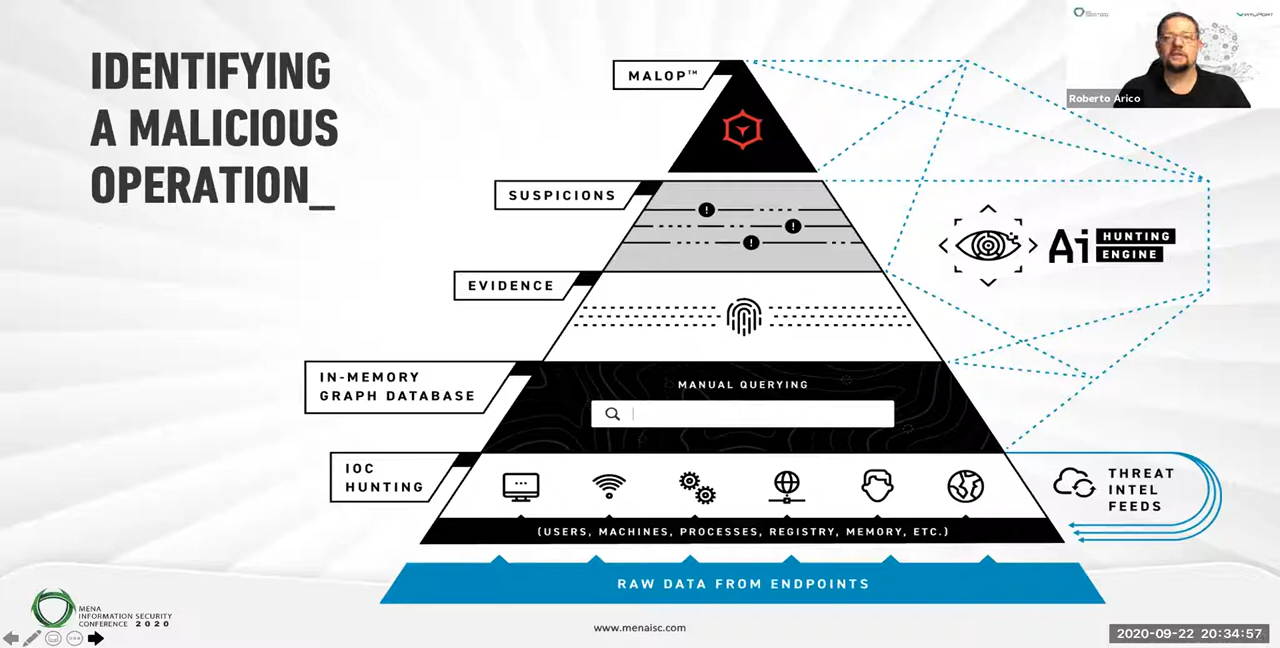 IDENTIFYING
A MALICIOUS
OPERATION_
MALOP™
Roberto Arico
SUSPICIONS
Ai HUNTING
ENGINE
EVIDENCE
IN-MEMORY
GRAPH DATABASE
MANUAL QUERYING
IOC
HUNTING
THREAT
INTEL
FEEDS
(USERS, MACHINES, PROCESSES, REGISTRY, MEMORY, ETC.)
RAW DATA FROM ENDPOINTS
MENA
INFORMATION SECURITY
CONFERENCE 2020
www.menaisc.com
2020-09-22 20:34:57